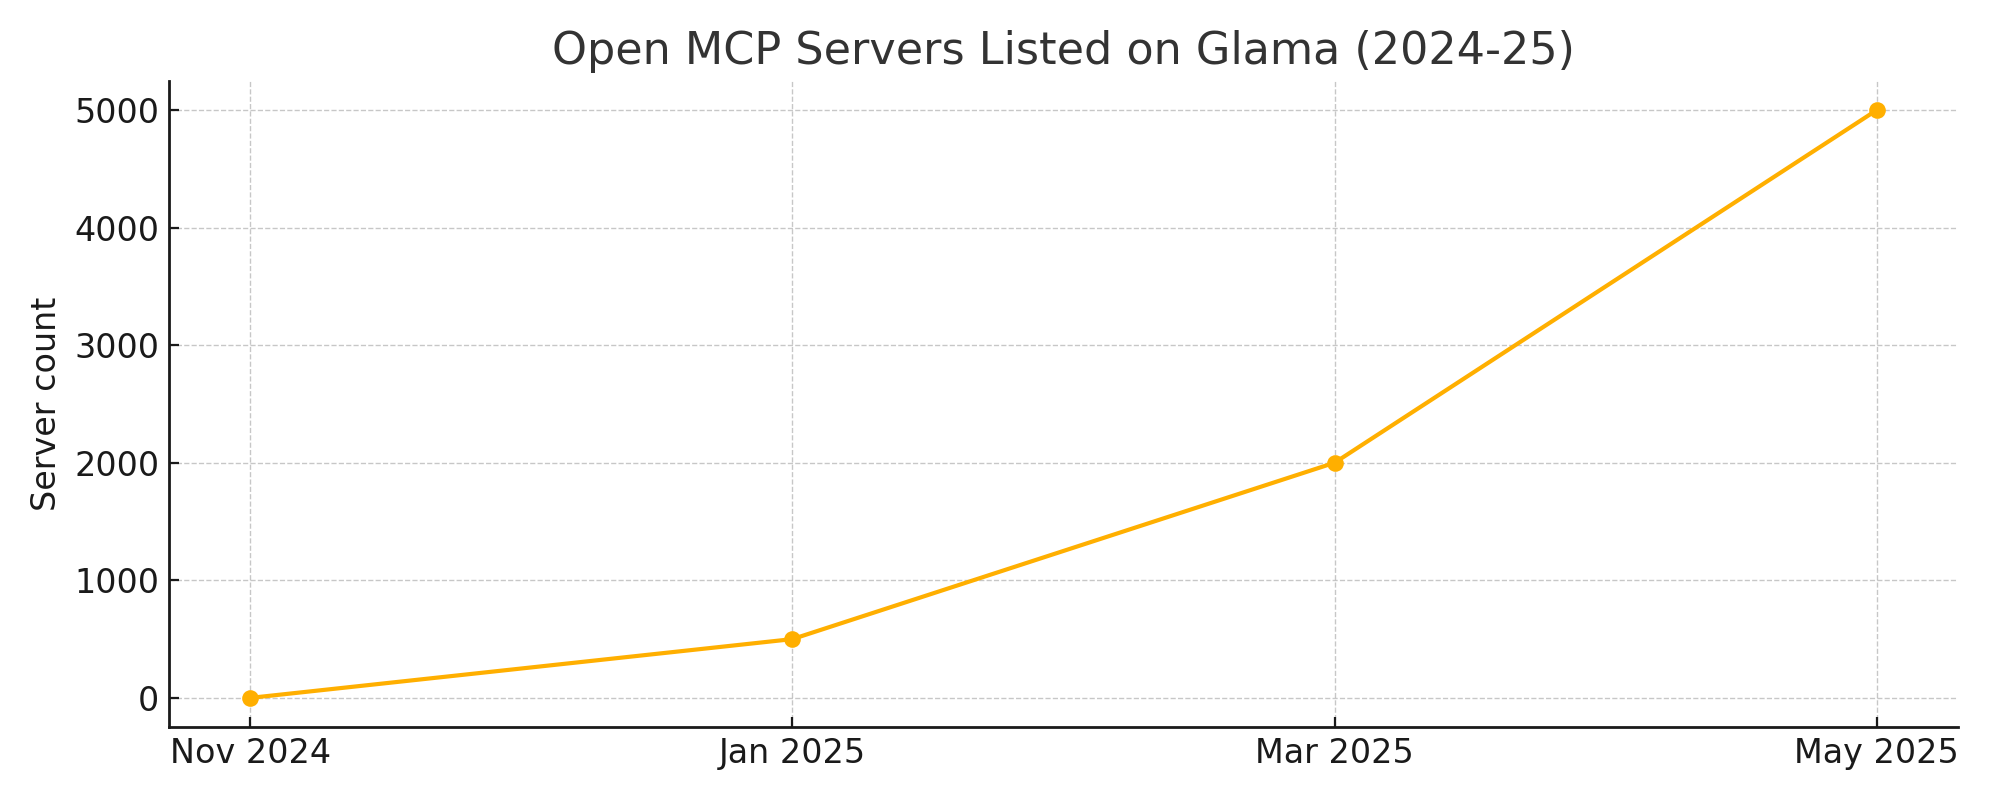 Open MCP Servers Listed on Glama (2024-25)
5000
4000
3000
2000
1000
0
Server count
Nov 2024
Jan 2025
Mar 2025
May 2025